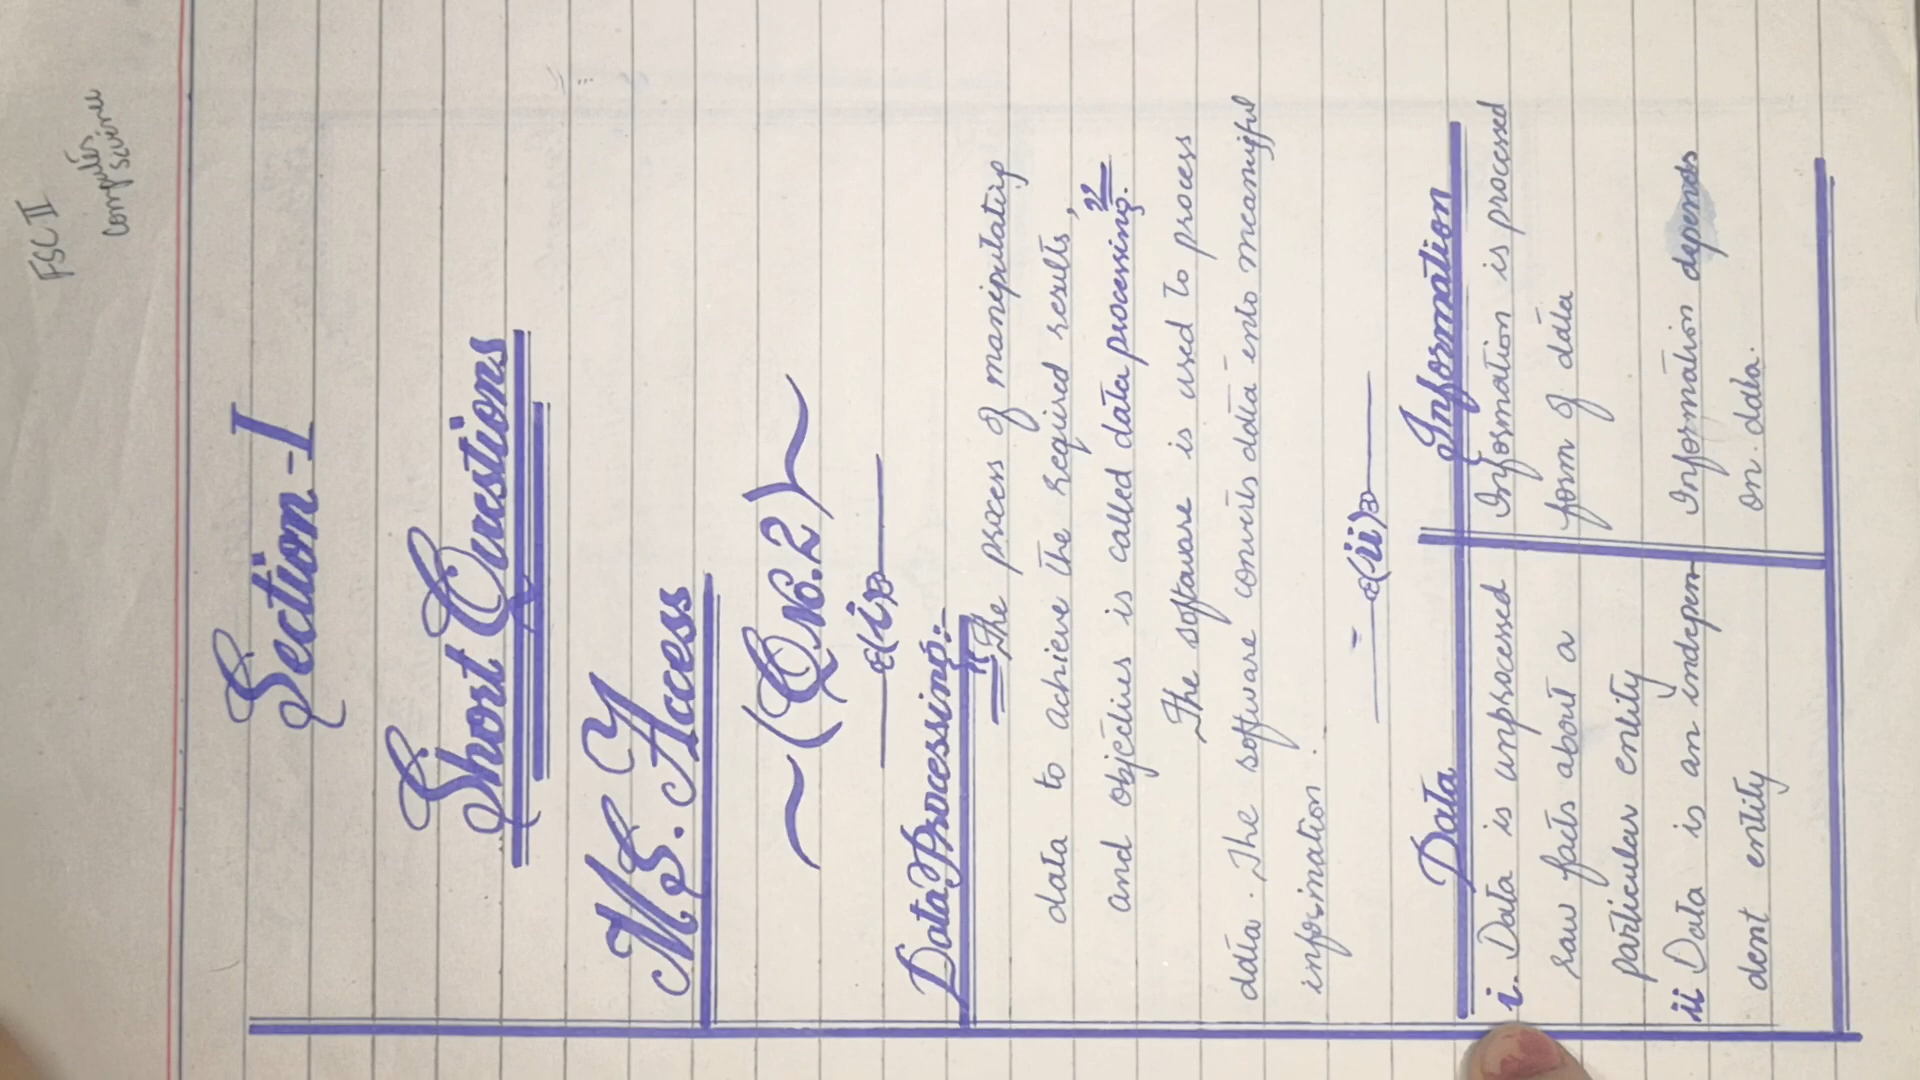 FSC II
Computer
Science
Section-I
Short Questions
M.S. Access
~(Q.No.2)~
(i)
Data Processing:-
"The process of manipulating
data to achieve the required results,
and objectives is called data processing."
The software is used to process
data. The software converts data into meaningful
information.
(ii)
Data | Information
i. Data is unprocessed | Information is processed
raw facts about a | form of data
particular entity
ii Data is an indepen | Information depends
dent entity | on data.